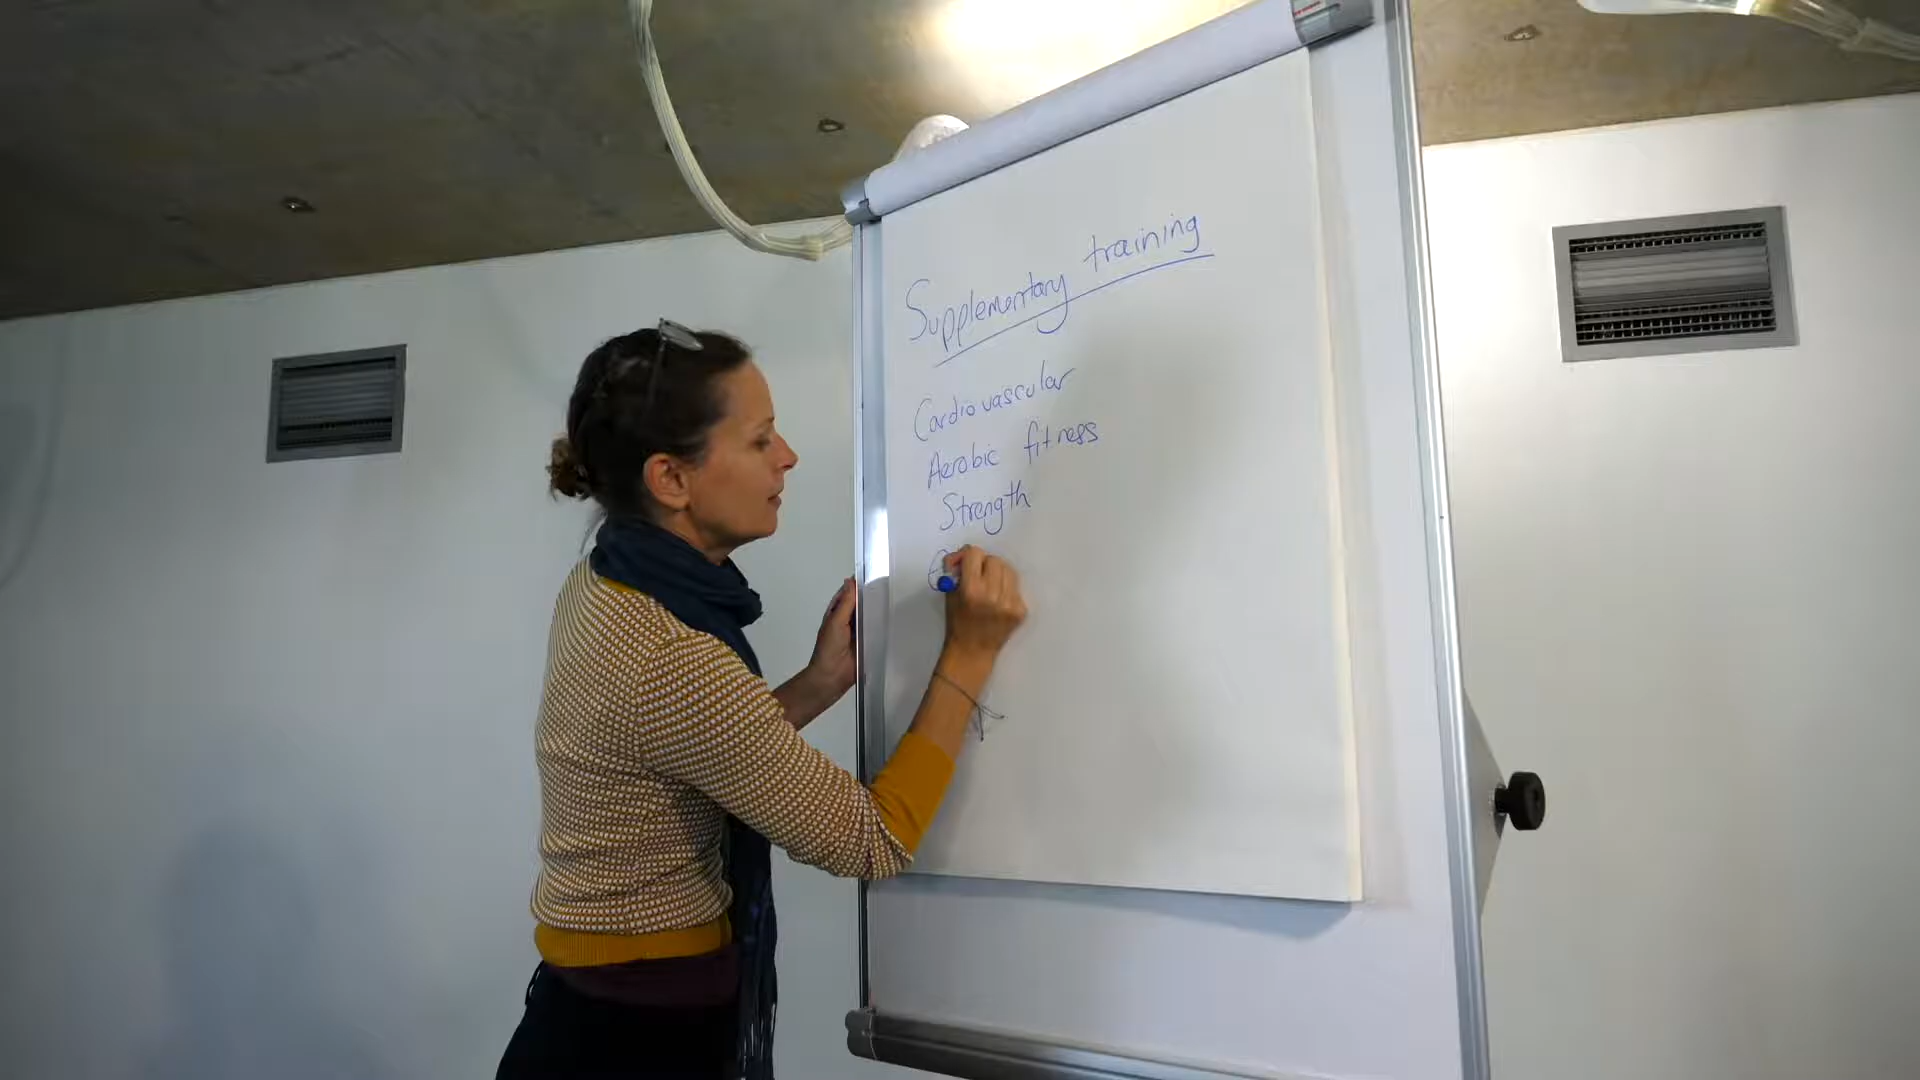 Supplementary training
Cardiovascular
Aerobic fitness
Strength